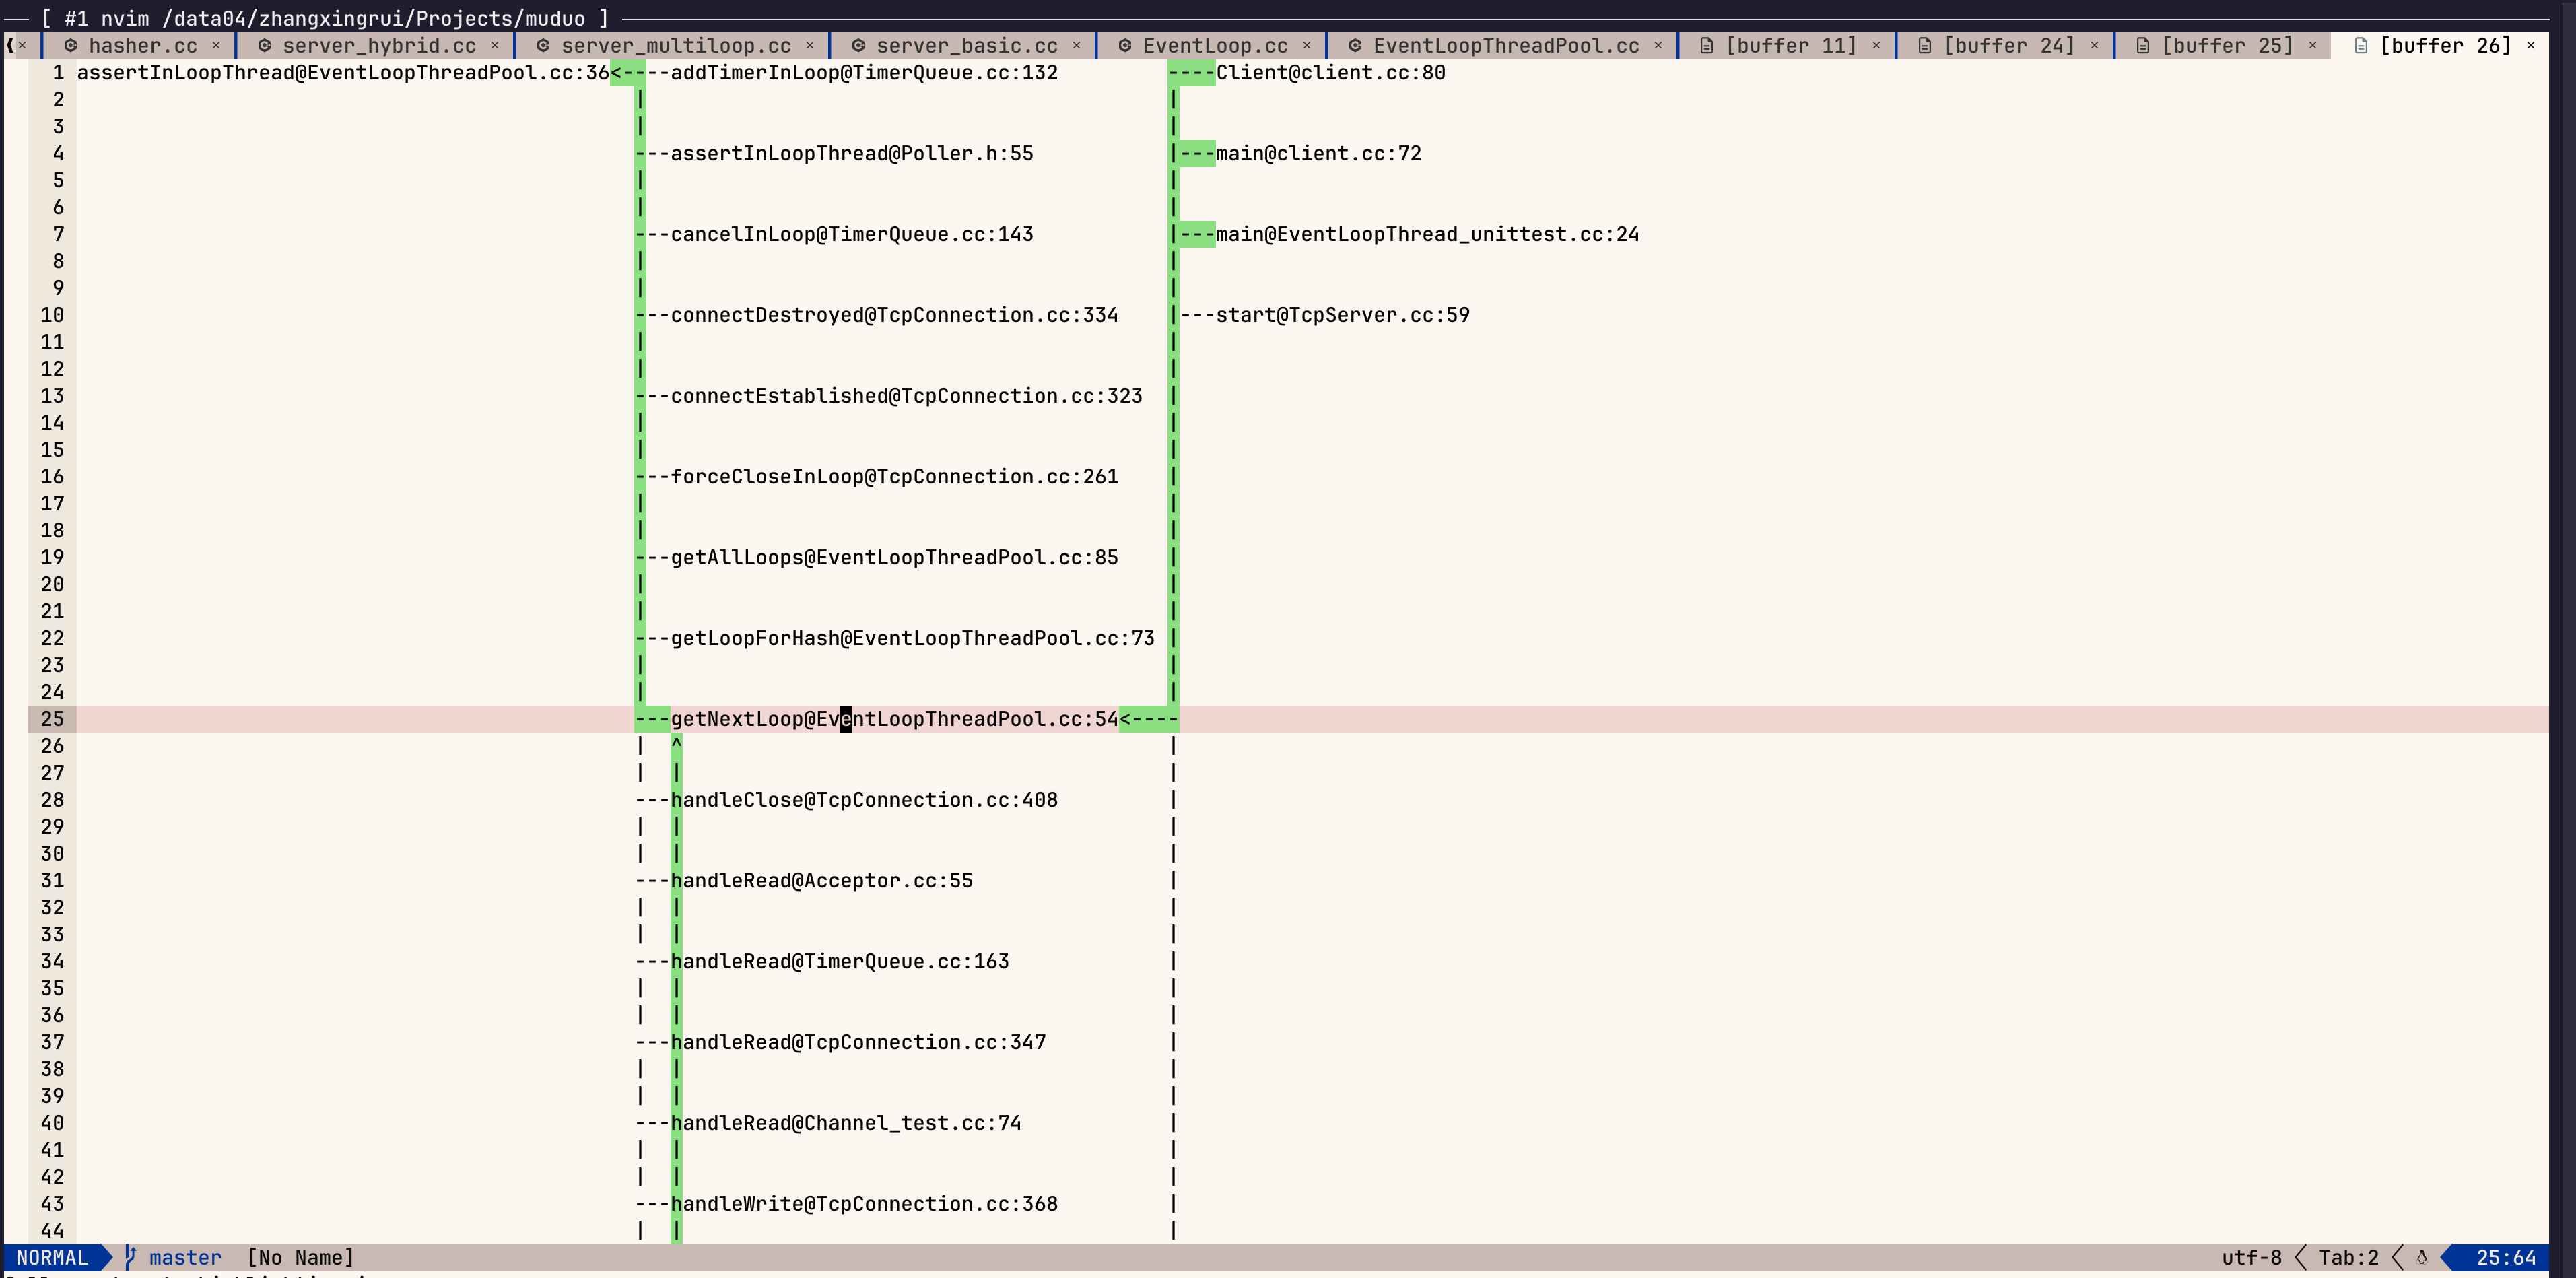 [ #1 nvim /data04/zhangxingrui/Projects/muduo ]
× hasher.cc × server_hybrid.cc × server_multiloop.cc × server_basic.cc × EventLoop.cc × EventLoopThreadPool.cc × [buffer 11] × [buffer 24] × [buffer 25] × [buffer 26] ×
1 assertInLoopThread@EventLoopThreadPool.cc:36<-----addTimerInLoop@TimerQueue.cc:132 ----Client@client.cc:80
2 | |
3 | |
4 ---assertInLoopThread@Poller.h:55 |---main@client.cc:72
5 | |
6 | |
7 ---cancelInLoop@TimerQueue.cc:143 |---main@EventLoopThread_unittest.cc:24
8 | |
9 | |
10 ---connectDestroyed@TcpConnection.cc:334 |---start@TcpServer.cc:59
11 | |
12 | |
13 ---connectEstablished@TcpConnection.cc:323 |
14 | |
15 | |
16 ---forceCloseInLoop@TcpConnection.cc:261 |
17 | |
18 | |
19 ---getAllLoops@EventLoopThreadPool.cc:85 |
20 | |
21 | |
22 ---getLoopForHash@EventLoopThreadPool.cc:73 |
23 | |
24 | |
25 ---getNextLoop@EventLoopThreadPool.cc:54<----
26 | ^ |
27 | | |
28 ---handleClose@TcpConnection.cc:408 |
29 | | |
30 | | |
31 ---handleRead@Acceptor.cc:55 |
32 | | |
33 | | |
34 ---handleRead@TimerQueue.cc:163 |
35 | | |
36 | | |
37 ---handleRead@TcpConnection.cc:347 |
38 | | |
39 | | |
40 ---handleRead@Channel_test.cc:74 |
41 | | |
42 | | |
43 ---handleWrite@TcpConnection.cc:368 |
44 | | |
NORMAL master [No Name] utf-8 Tab:2 25:64